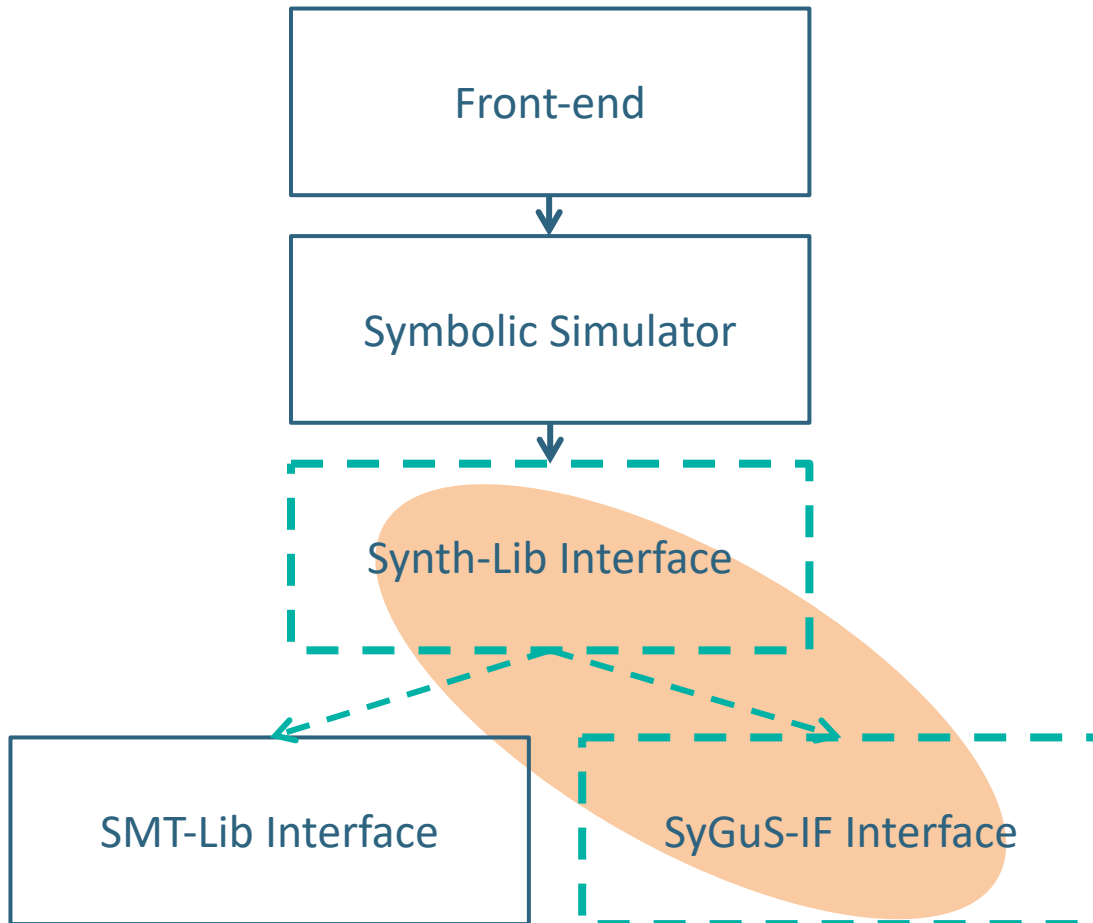 Front-end
Symbolic Simulator
Synth-Lib Interface
SMT-Lib Interface
SyGuS-IF Interface